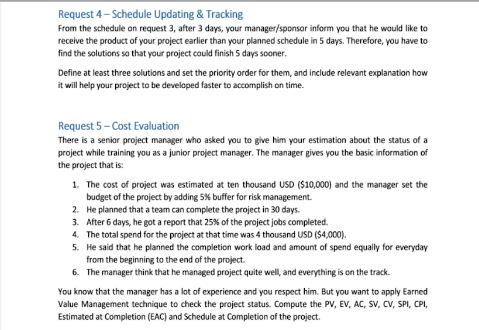 Request 4 – Schedule Updating & Tracking
From the schedule on request 3, after 3 days, your manager/sponsor inform you that he would like to
receive the product of your project earlier than your planned schedule in 5 days. Therefore, you have to
find the solutions so that your project could finish 5 days sooner.
Define at least three solutions and set the priority order for them, and include relevant explanation how
it will help your project to be developed faster to accomplish on time.
Request 5 – Cost Evaluation
There is a senior project manager who asked you to give him your estimation about the status of a
project while training you as a junior project manager. The manager gives you the basic information of
the project that is:
1. The cost of project was estimated at ten thousand USD ($10,000) and the manager set the
budget of the project by adding 5% buffer for risk management.
2. He planned that a team can complete the project in 30 days.
3. After 6 days, he got a report that 25% of the project jobs completed.
4. The total spend for the project at that time was 4 thousand USD ($4,000).
5. He said that he planned the completion work load and amount of spend equally for everyday
from the beginning to the end of the project.
6. The manager think that he managed project quite well, and everything is on the track.
You know that the manager has a lot of experience and you respect him. But you want to apply Earned
Value Management technique to check the project status. Compute the PV, EV, AC, SV, CV, SPI, CPI,
Estimated at Completion (EAC) and Schedule at Completion of the project.